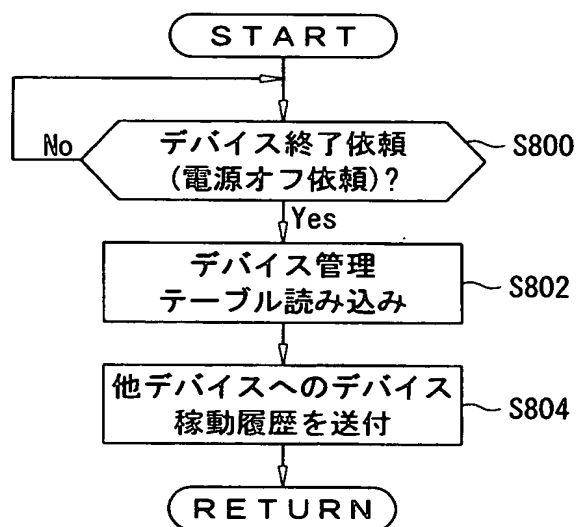 START
No
デバイス終了依頼
(電源オフ依頼)?
S800
Yes
デバイス管理
テーブル読み込み
S802
他デバイスへのデバイス
稼動履歴を送付
S804
RETURN